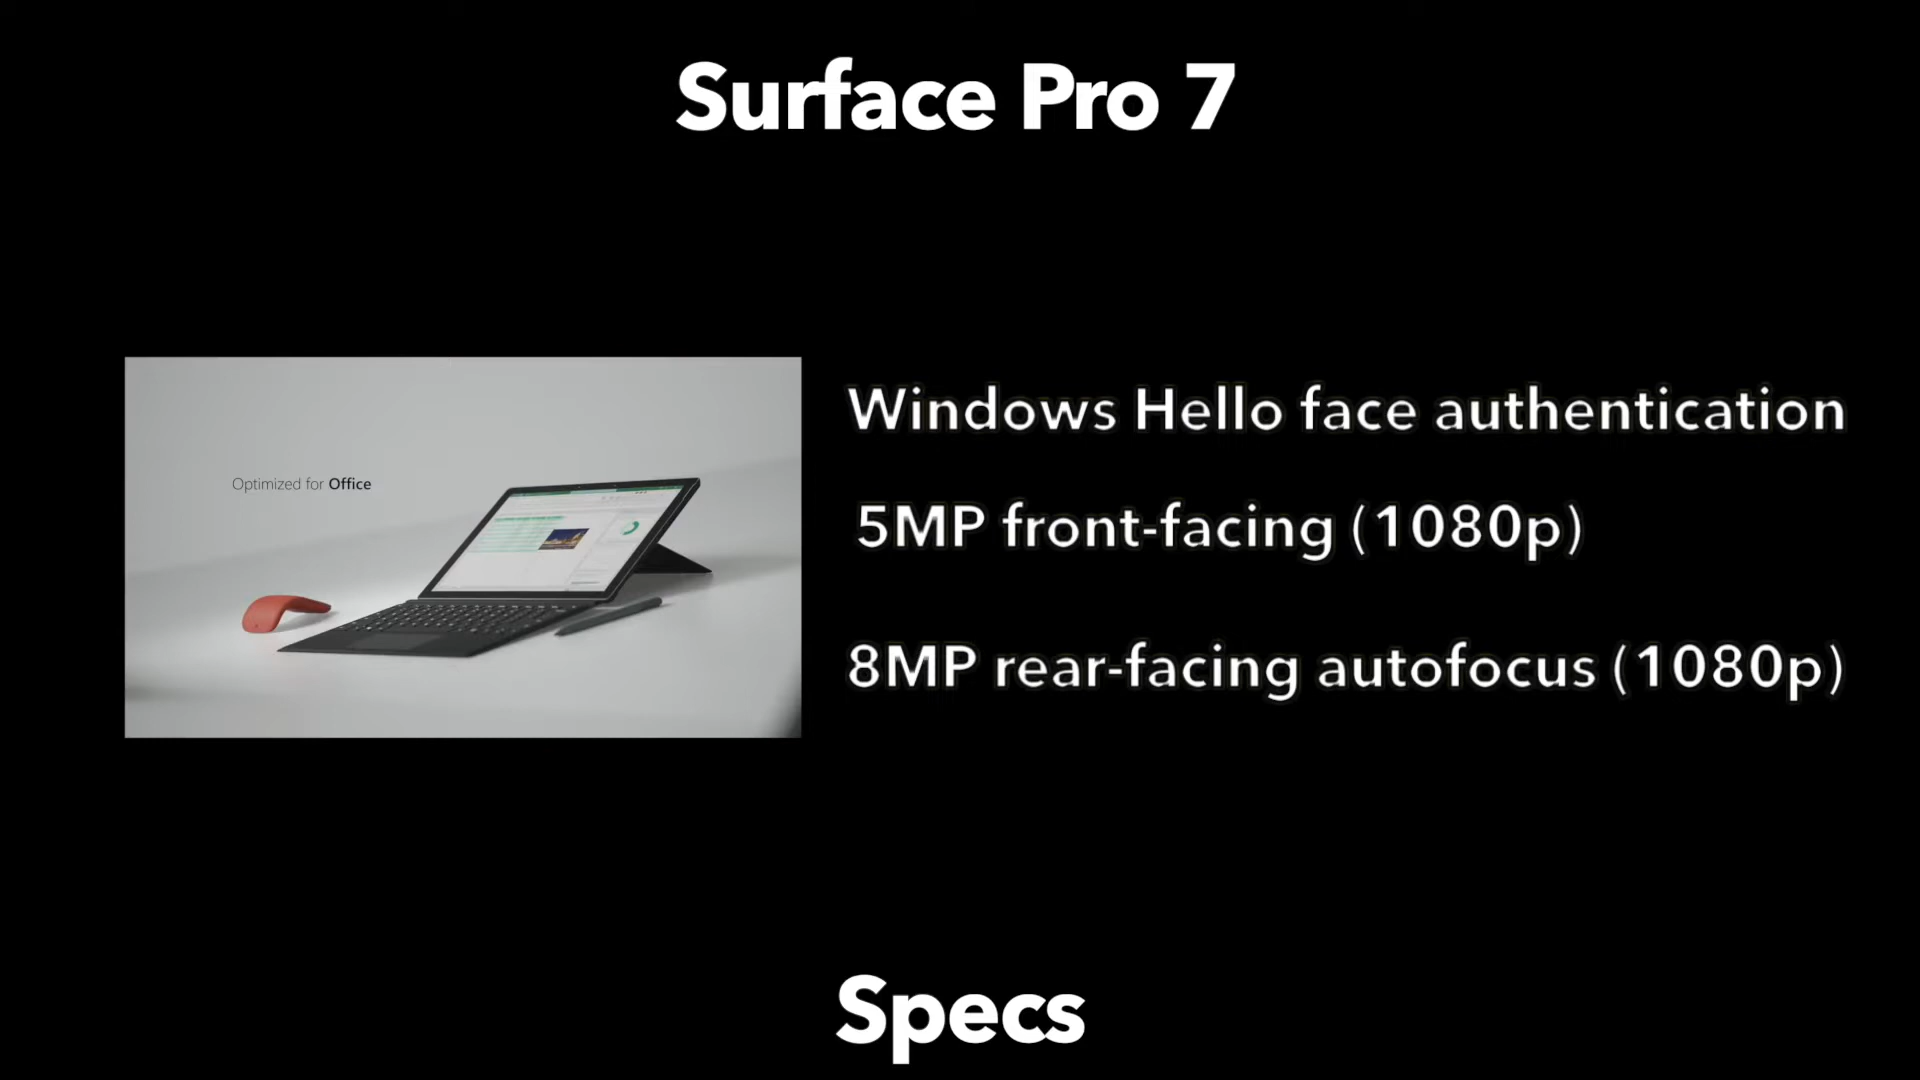 Surface Pro 7
Optimized for Office
Windows Hello face authentication
5MP front-facing (1080p)
8MP rear-facing autofocus (1080p)
Specs